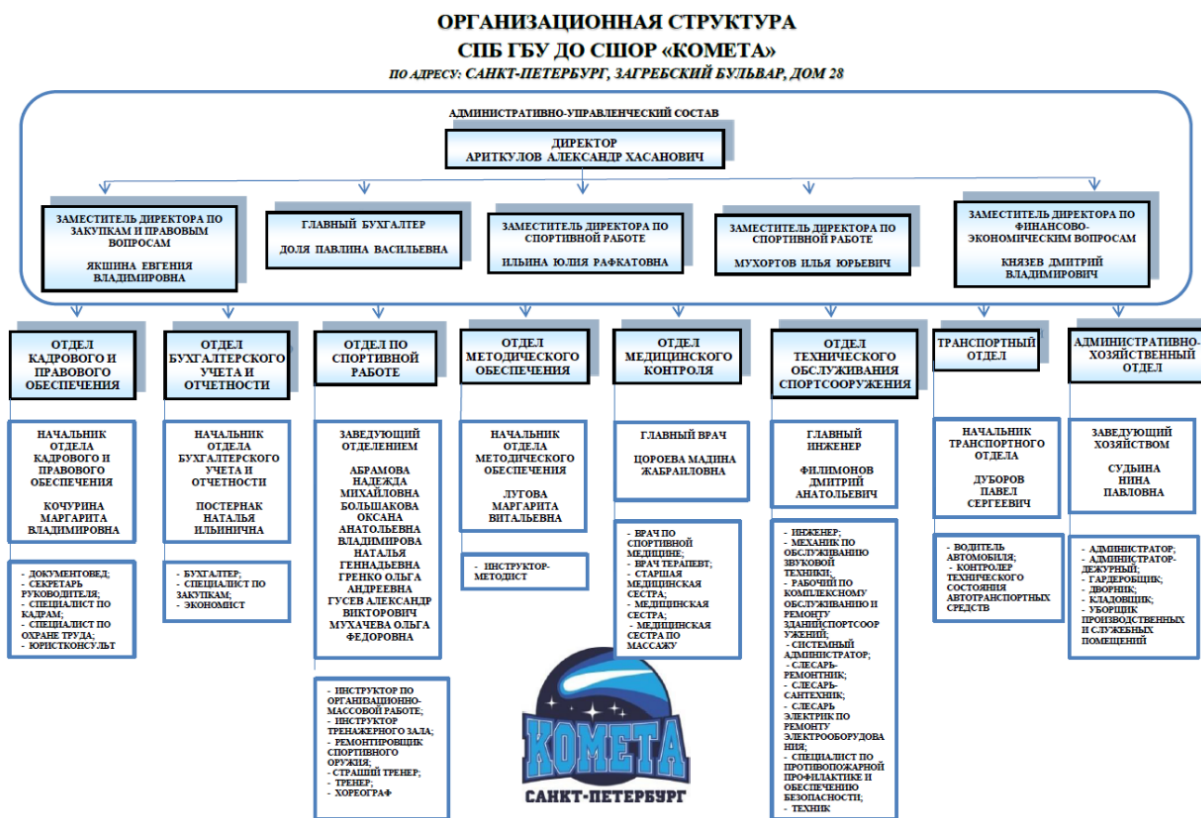 ОРГАНИЗАЦИОННАЯ СТРУКТУРА
СПБ ГБУ ДО СШОР «КОМЕТА»
ПО АДРЕСУ: САНКТ-ПЕТЕРБУРГ, ЗАГРЕБСКИЙ БУЛЬВАР, ДОМ 28
АДМИНИСТРАТИВНО-УПРАВЛЕНЧЕСКИЙ СОСТАВ
ДИРЕКТОР
АРИТКУЛОВ АЛЕКСАНДР ХАСАНОВИЧ
ЗАМЕСТИТЕЛЬ ДИРЕКТОРА ПО
ЗАКУПКАМ И ПРАВОВЫМ
ВОПРОСАМ
ЯКШИНА ЕВГЕНИЯ
ВЛАДИМИРОВНА
ГЛАВНЫЙ БУХГАЛТЕР
ДОЛЯ ПАВЛИНА ВАСИЛЬЕВНА
ЗАМЕСТИТЕЛЬ ДИРЕКТОРА ПО
СПОРТИВНОЙ РАБОТЕ
ИЛЬИНА ЮЛИЯ РАФКАТОВНА
ЗАМЕСТИТЕЛЬ ДИРЕКТОРА ПО
СПОРТИВНОЙ РАБОТЕ
МУХОРТОВ ИЛЬЯ ЮРЬЕВИЧ
ЗАМЕСТИТЕЛЬ ДИРЕКТОРА ПО
ФИНАНСОВО-
ЭКОНОМИЧЕСКИМ ВОПРОСАМ
КНЯЗЕВ ДМИТРИЙ
ВЛАДИМИРОВИЧ
ОТДЕЛ
КАДРОВОГО И
ПРАВОВОГО
ОБЕСПЕЧЕНИЯ
НАЧАЛЬНИК
ОТДЕЛА
КАДРОВОГО И
ПРАВОВОГО
ОБЕСПЕЧЕНИЯ
КОЧУРИНА
МАРГАРИТА
ВЛАДИМИРОВНА
- ДОКУМЕНТОВЕД;
- СЕКРЕТАРЬ
РУКОВОДИТЕЛЯ;
- СПЕЦИАЛИСТ ПО
КАДРАМ;
- СПЕЦИАЛИСТ ПО
ОХРАНЕ ТРУДА;
- ЮРИСТКОНСУЛЬТ
ОТДЕЛ
БУХГАЛТЕРСКОГО
УЧЕТА И
ОТЧЕТНОСТИ
НАЧАЛЬНИК
ОТДЕЛА
БУХГАЛТЕРСКОГО
УЧЕТА И
ОТЧЕТНОСТИ
ПОСТЕРНАК
НАТАЛЬЯ
ИЛЬИНИЧНА
- БУХГАЛТЕР;
- СПЕЦИАЛИСТ ПО
ЗАКУПКАМ;
- ЭКОНОМИСТ
ОТДЕЛ ПО
СПОРТИВНОЙ
РАБОТЕ
ЗАВЕДУЮЩИЙ
ОТДЕЛЕНИЕМ
АБРАМОВА
НАДЕЖДА
МИХАЙЛОВНА
БОЛЬШАКОВА
ОКСАНА
АНАТОЛЬЕВНА
ВЛАДИМИРОВА
НАТАЛЬЯ
ГЕННАДЬЕВНА
ГРЕНКО ОЛЬГА
АНДРЕЕВНА
ГУСЕВ АЛЕКСАНДР
ВИКТОРОВИЧ
МУХАЧЕВА ОЛЬГА
ФЕДОРОВНА
- ИНСТРУКТОР ПО
ОРГАНИЗАЦИОННО-
МАССОВОЙ РАБОТЕ;
- ИНСТРУКТОР
ТРЕНАЖЕРНОГО ЗАЛА;
- РЕМОНТИРОВЩИК
СПОРТИВНОГО
ОРУЖИЯ;
- СТРАШИЙ ТРЕНЕР;
- ТРЕНЕР;
- ХОРЕОГРАФ
ОТДЕЛ
МЕТОДИЧЕСКОГО
ОБЕСПЕЧЕНИЯ
НАЧАЛЬНИК
ОТДЕЛА
МЕТОДИЧЕСКОГО
ОБЕСПЕЧЕНИЯ
ЛУГОВА
МАРГАРИТА
ВИТАЛЬЕВНА
- ИНСТРУКТОР-
МЕТОДИСТ
ОТДЕЛ
МЕДИЦИНСКОГО
КОНТРОЛЯ
ГЛАВНЫЙ ВРАЧ
ЦОРОЕВА МАДИНА
ЖАБРАИЛОВНА
- ВРАЧ ПО
СПОРТИВНОЙ
МЕДИЦИНЕ;
- ВРАЧ ТЕРАПЕВТ;
- СТАРШАЯ
МЕДИЦИНСКАЯ
СЕСТРА;
- МЕДИЦИНСКАЯ
СЕСТРА;
- МЕДИЦИНСКАЯ
СЕСТРА ПО
МАССАЖУ
ОТДЕЛ
ТЕХНИЧЕСКОГО
ОБСЛУЖИВАНИЯ
СПОРТСООРУЖЕНИЯ
ГЛАВНЫЙ
ИНЖЕНЕР
ФИЛИМОНОВ
ДМИТРИЙ
АНАТОЛЬЕВИЧ
- ИНЖЕНЕР;
- МЕХАНИК ПО
ОБСЛУЖИВАНИЮ
ЗВУКОВОЙ
ТЕХНИКИ;
- РАБОЧИЙ ПО
КОМПЛЕКСНОМУ
ОБСЛУЖИВАНИЮ И
РЕМОНТУ
ЗДАНИЙСПОРТСООР
УЖЕНИЙ;
- СИСТЕМНЫЙ
АДМИНИСТРАТОР;
- СЛЕСАРЬ-
РЕМОНТНИК;
- СЛЕСАРЬ-
САНТЕХНИК;
- СЛЕСАРЬ
ЭЛЕКТРИК ПО
РЕМОНТУ
ЭЛЕКТРООБОРУДОВА
НИЯ;
- СПЕЦИАЛИСТ ПО
ПРОТИВОПОЖАРНОЙ
ПРОФИЛАКТИКЕ И
ОБЕСПЕЧЕНИЮ
БЕЗОПАСНОСТИ;
- ТЕХНИК
ТРАНСПОРТНЫЙ
ОТДЕЛ
НАЧАЛЬНИК
ТРАНСПОРТНОГО
ОТДЕЛА
ДУБОРОВ
ПАВЕЛ
СЕРГЕЕВИЧ
- ВОДИТЕЛЬ
АВТОМОБИЛЯ;
- КОНТРОЛЕР
ТЕХНИЧЕСКОГО
СОСТОЯНИЯ
АВТОТРАНСПОРТНЫХ
СРЕДСТВ
АДМИНИСТРАТИВНО-
ХОЗЯЙСТВЕННЫЙ
ОТДЕЛ
ЗАВЕДУЮЩИЙ
ХОЗЯЙСТВОМ
СУДЬИНА
НИНА
ПАВЛОВНА
- АДМИНИСТРАТОР;
- АДМИНИСТРАТОР-
ДЕЖУРНЫЙ;
- ГАРДЕРОБЩИК;
- ДВОРНИК;
- КЛАДОВЩИК;
- УБОРЩИК
ПРОИЗВОДСТВЕННЫХ
И СЛУЖЕБНЫХ
ПОМЕЩЕНИЙ
КОМЕТА
САНКТ-ПЕТЕРБУРГ